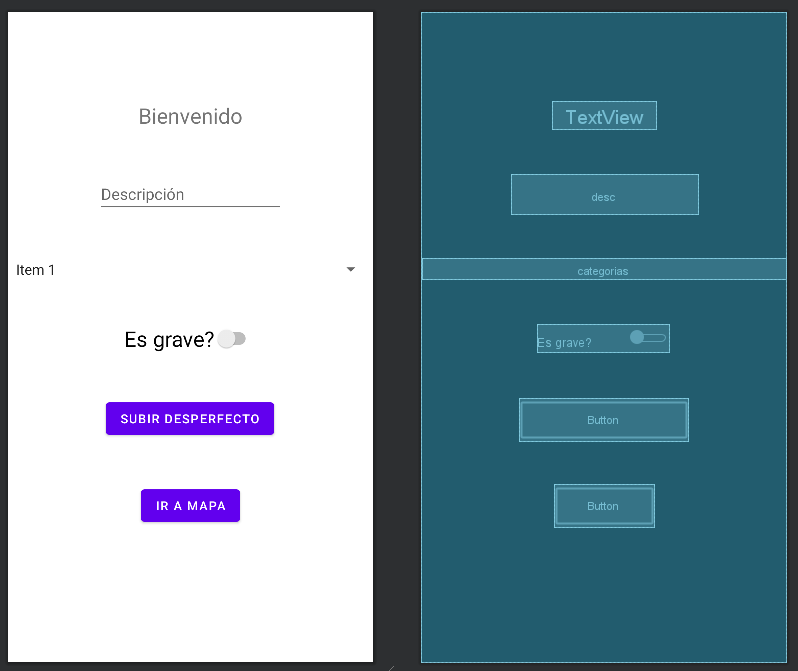 Bienvenido
Descripción
Item 1
Es grave?
SUBIR DESPERFECTO
IR A MAPA
TextView
desc
categorias
Es grave?
Button
Button